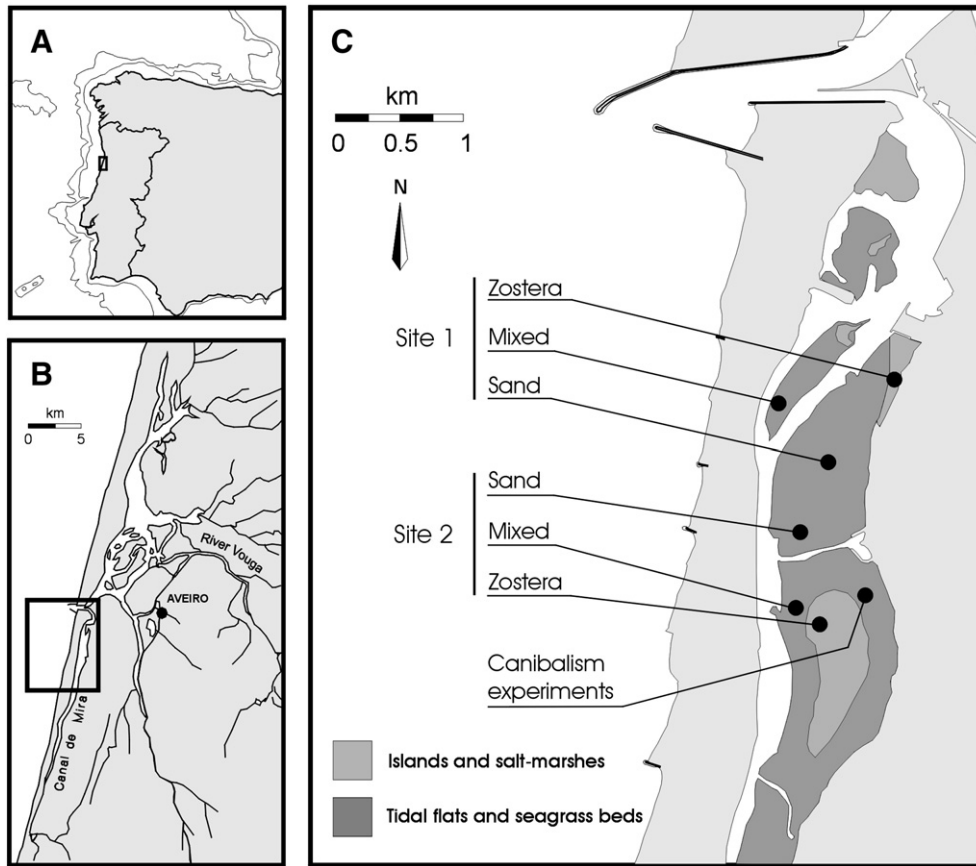 A
B
km
0 5
River Vouga
AVEIRO
Canal de Mira
C
km
0 0.5 1
N
Site 1
Zostera
Mixed
Sand
Site 2
Sand
Mixed
Zostera
Canibalism
experiments
Islands and salt-marshes
Tidal flats and seagrass beds